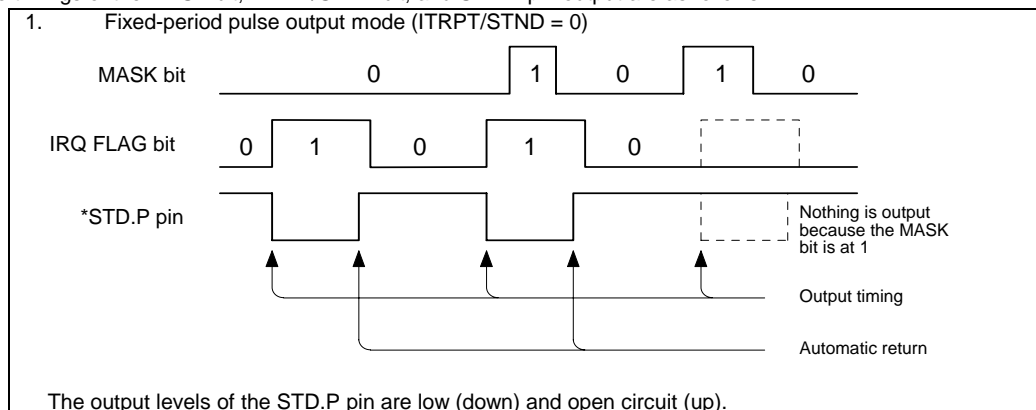 1. Fixed-period pulse output mode (ITRPT/STND = 0)
MASK bit 0 1 0 1 0
IRQ FLAG bit 0 1 0 1 0
*STD.P pin
Nothing is output
because the MASK
bit is at 1
Output timing
Automatic return
The output levels of the STD.P pin are low (down) and open circuit (up).